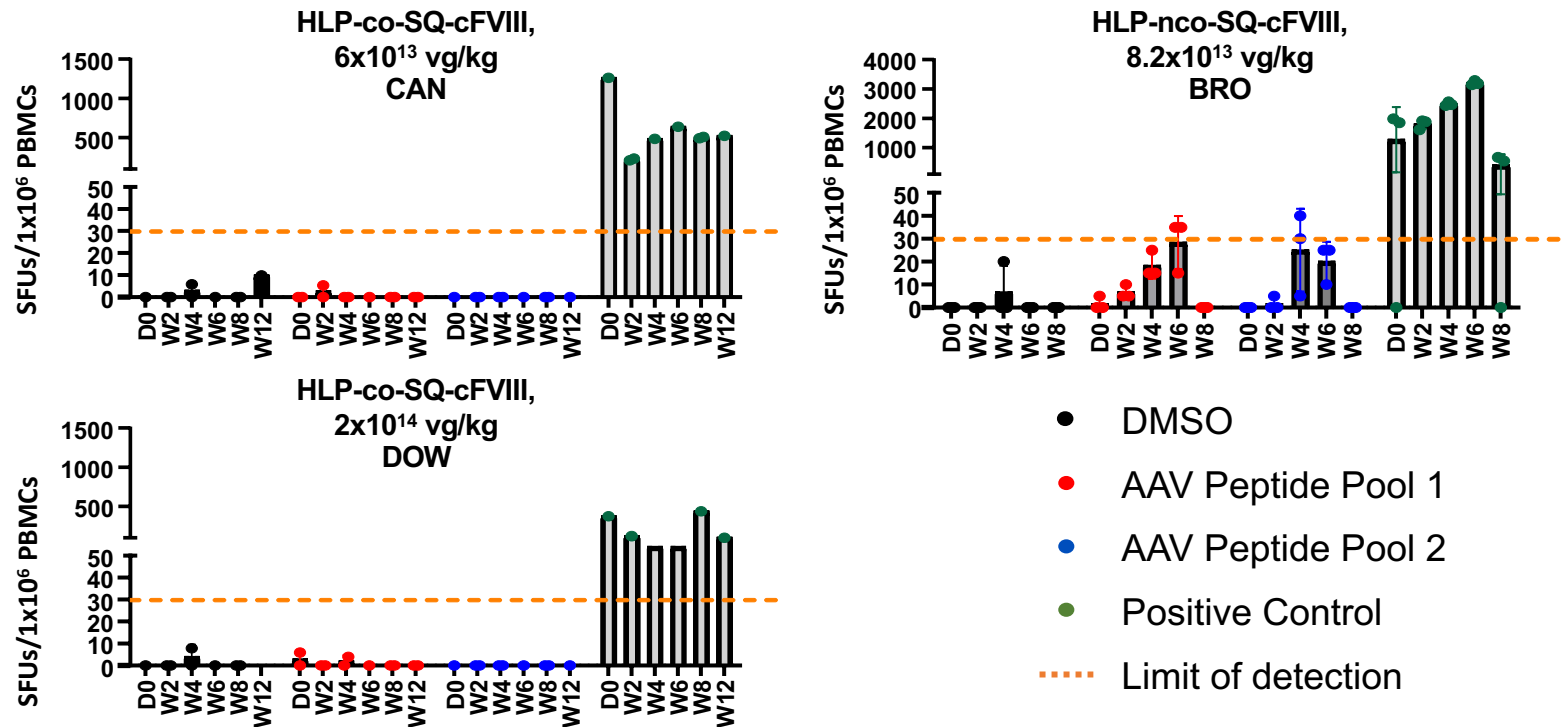 HLP-co-SQ-cFVIII,
6x10¹³ vg/kg
CAN
SFUs/1x10⁶ PBMCs
1500
1000
500
50
40
30
20
10
0
D0 W2 W4 W6 W8 W12 D0 W2 W4 W6 W8 W12 D0 W2 W4 W6 W8 W12 D0 W2 W4 W6 W8 W12
HLP-nco-SQ-cFVIII,
8.2x10¹³ vg/kg
BRO
SFUs/1x10⁶ PBMCs
4000
3000
2000
1000
50
40
30
20
10
0
D0 W2 W4 W6 W8 D0 W2 W4 W6 W8 D0 W2 W4 W6 W8 D0 W2 W4 W6 W8
HLP-co-SQ-cFVIII,
2x10¹⁴ vg/kg
DOW
SFUs/1x10⁶ PBMCs
1500
1000
500
50
40
30
20
10
0
D0 W2 W4 W6 W8 W12 D0 W2 W4 W6 W8 W12 D0 W2 W4 W6 W8 W12 D0 W2 W4 W6 W8 W12
DMSO
AAV Peptide Pool 1
AAV Peptide Pool 2
Positive Control
Limit of detection